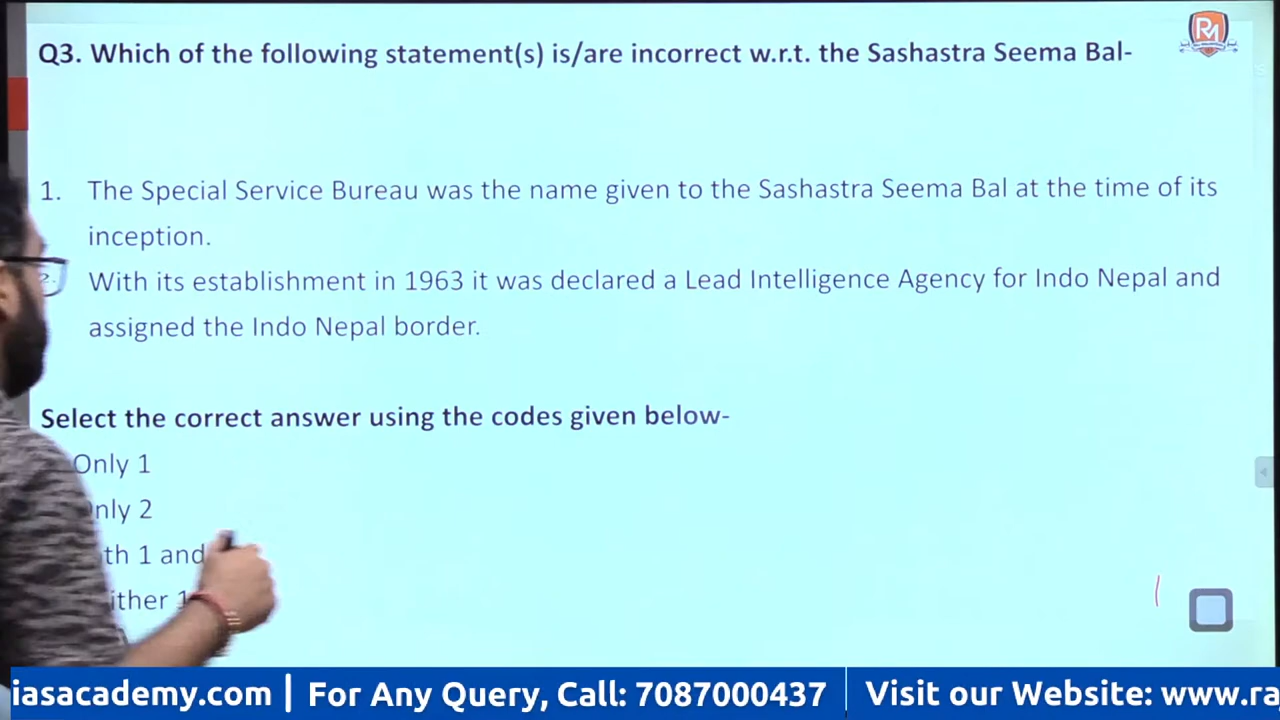 Q3. Which of the following statement(s) is/are incorrect w.r.t. the Sashastra Seema Bal-
RA
1. The Special Service Bureau was the name given to the Sashastra Seema Bal at the time of its
inception.
2. With its establishment in 1963 it was declared a Lead Intelligence Agency for Indo Nepal and
assigned the Indo Nepal border.
Select the correct answer using the codes given below-
Only 1
nly 2
th 1 and
ither 1
iasacademy.com | For Any Query, Call: 7087000437 | Visit our Website: www.ra